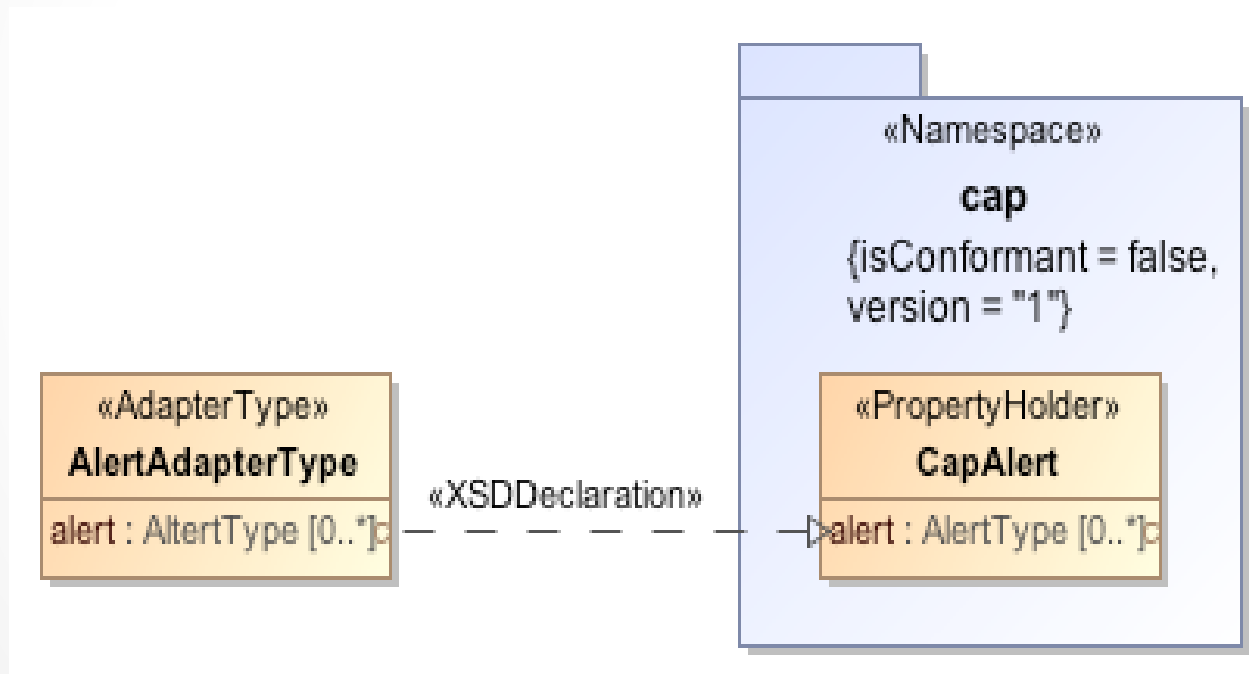 «Namespace»
cap
{isConformant = false,
version = "1"}
«AdapterType»
AlertAdapterType
alert : AltertType [0..*]
«XSDDeclaration»
«PropertyHolder»
CapAlert
alert : AlertType [0..*]